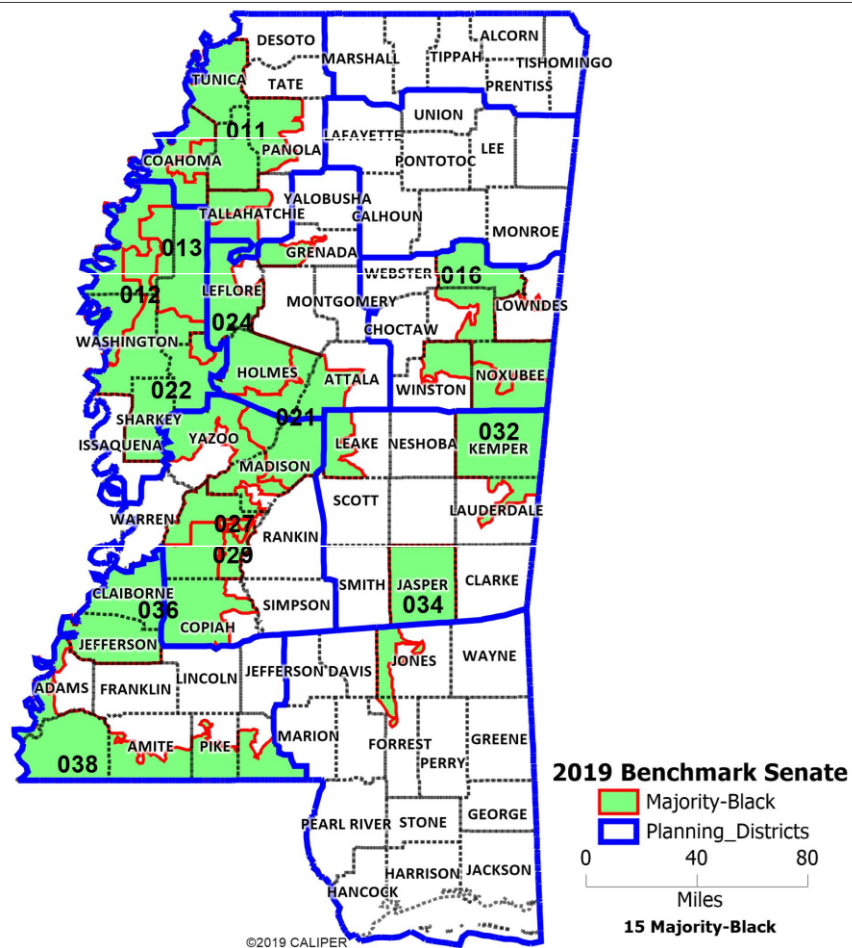 DESOTO
MARSHALL
ALCORN
TIPPAH
TISHOMINGO
TUNICA
TATE
PRENTISS
UNION
011
LAFAYETTE
LEE
PANOLA
COAHOMA
PONTOTOC
YALOBUSHA
TALLAHATCHIE
CALHOUN
MONROE
013
GRENADA
WEBSTER
016
LEFLORE
012
MONTGOMERY
LOWNDES
024
CHOCTAW
WASHINGTON
HOLMES
ATTALA
NOXUBEE
WINSTON
022
021
SHARKEY
032
ISSAQUENA
YAZOO
LEAKE
NESHOBA
KEMPER
MADISON
SCOTT
LAUDERDALE
WARREN
027
RANKIN
029
SMITH
JASPER
CLARKE
CLAIBORNE
036
SIMPSON
034
COPIAH
JEFFERSON
JONES
WAYNE
LINCOLN
JEFFERSON DAVIS
ADAMS
FRANKLIN
MARION
AMITE
PIKE
FORREST
GREENE
038
PERRY
PEARL RIVER
STONE
GEORGE
HARRISON
JACKSON
HANCOCK
2019 Benchmark Senate
Majority-Black
Planning_Districts
0 40 80
Miles
15 Majority-Black
©2019 CALIPER